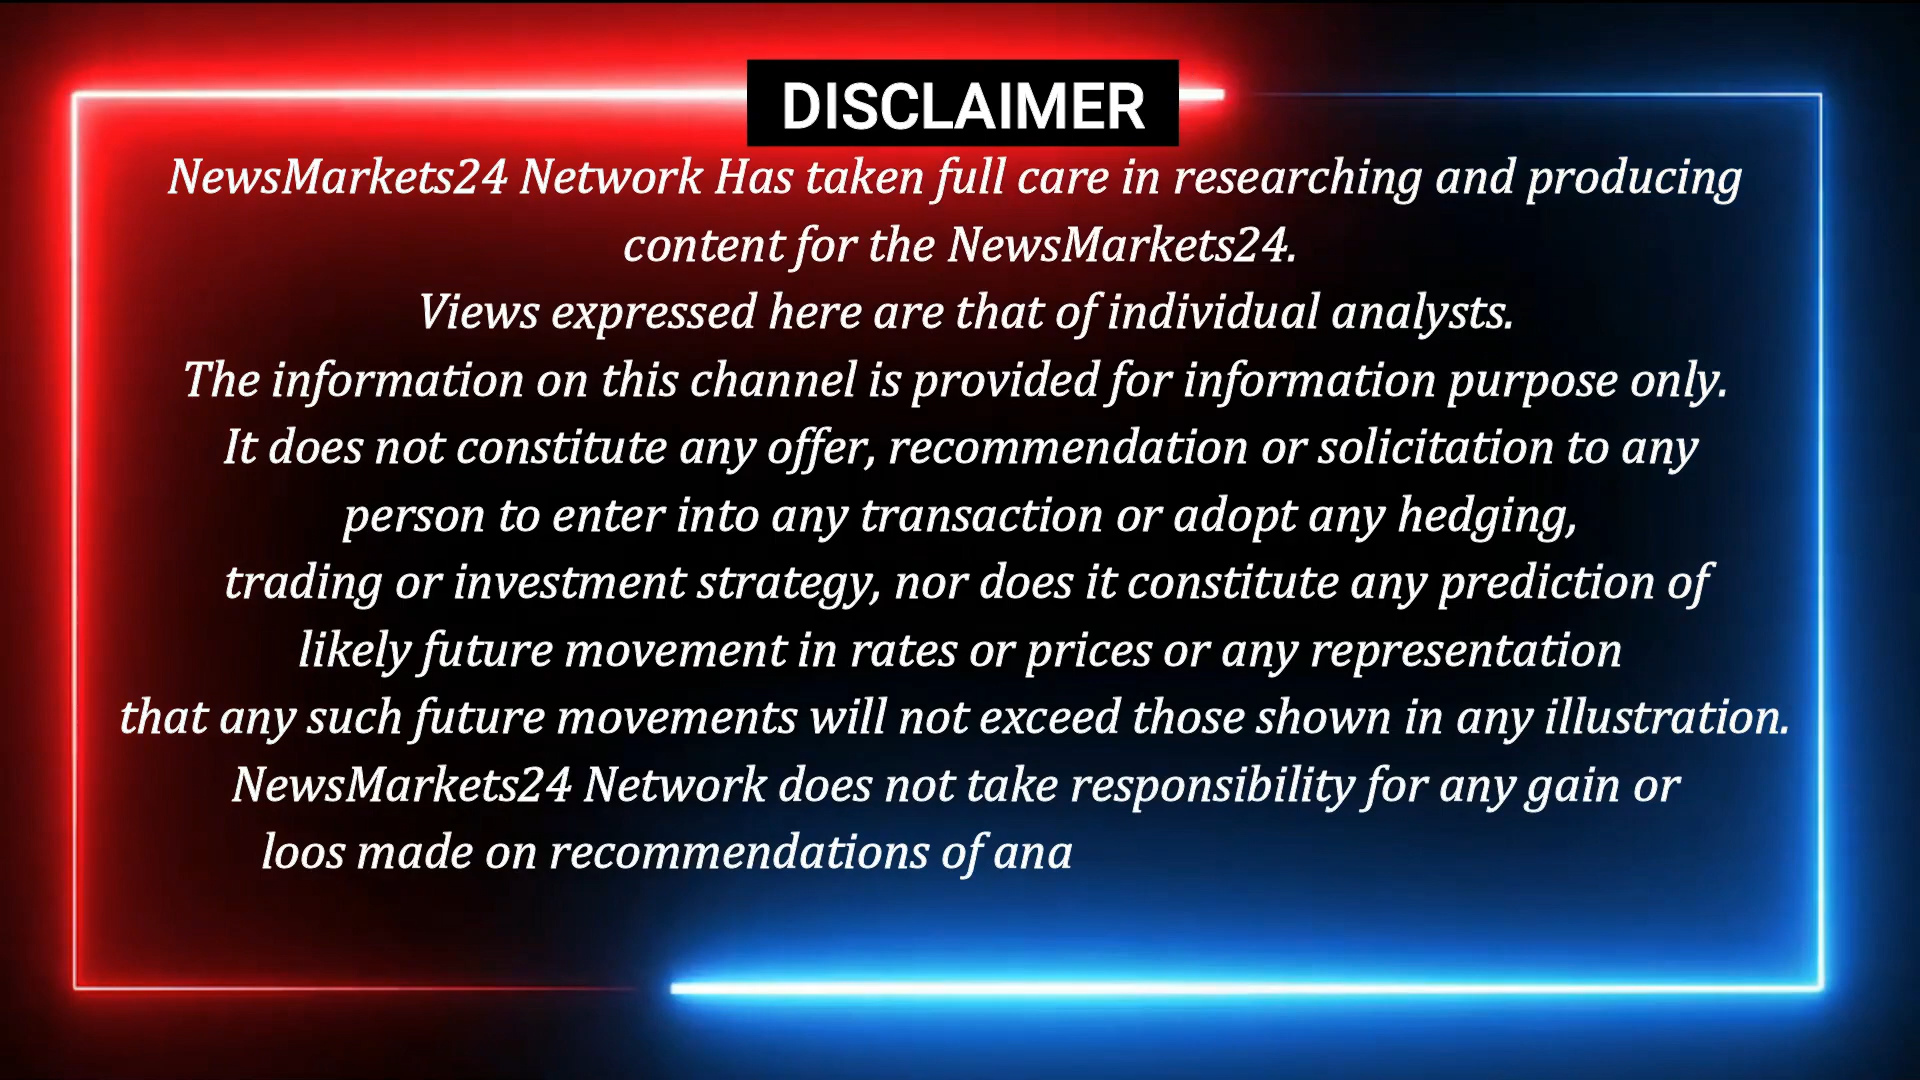 DISCLAIMER
NewsMarkets24 Network Has taken full care in researching and producing
content for the NewsMarkets24.
Views expressed here are that of individual analysts.
The information on this channel is provided for information purpose only.
It does not constitute any offer, recommendation or solicitation to any
person to enter into any transaction or adopt any hedging,
trading or investment strategy, nor does it constitute any prediction of
likely future movement in rates or prices or any representation
that any such future movements will not exceed those shown in any illustration.
NewsMarkets24 Network does not take responsibility for any gain or
loos made on recommendations of ana